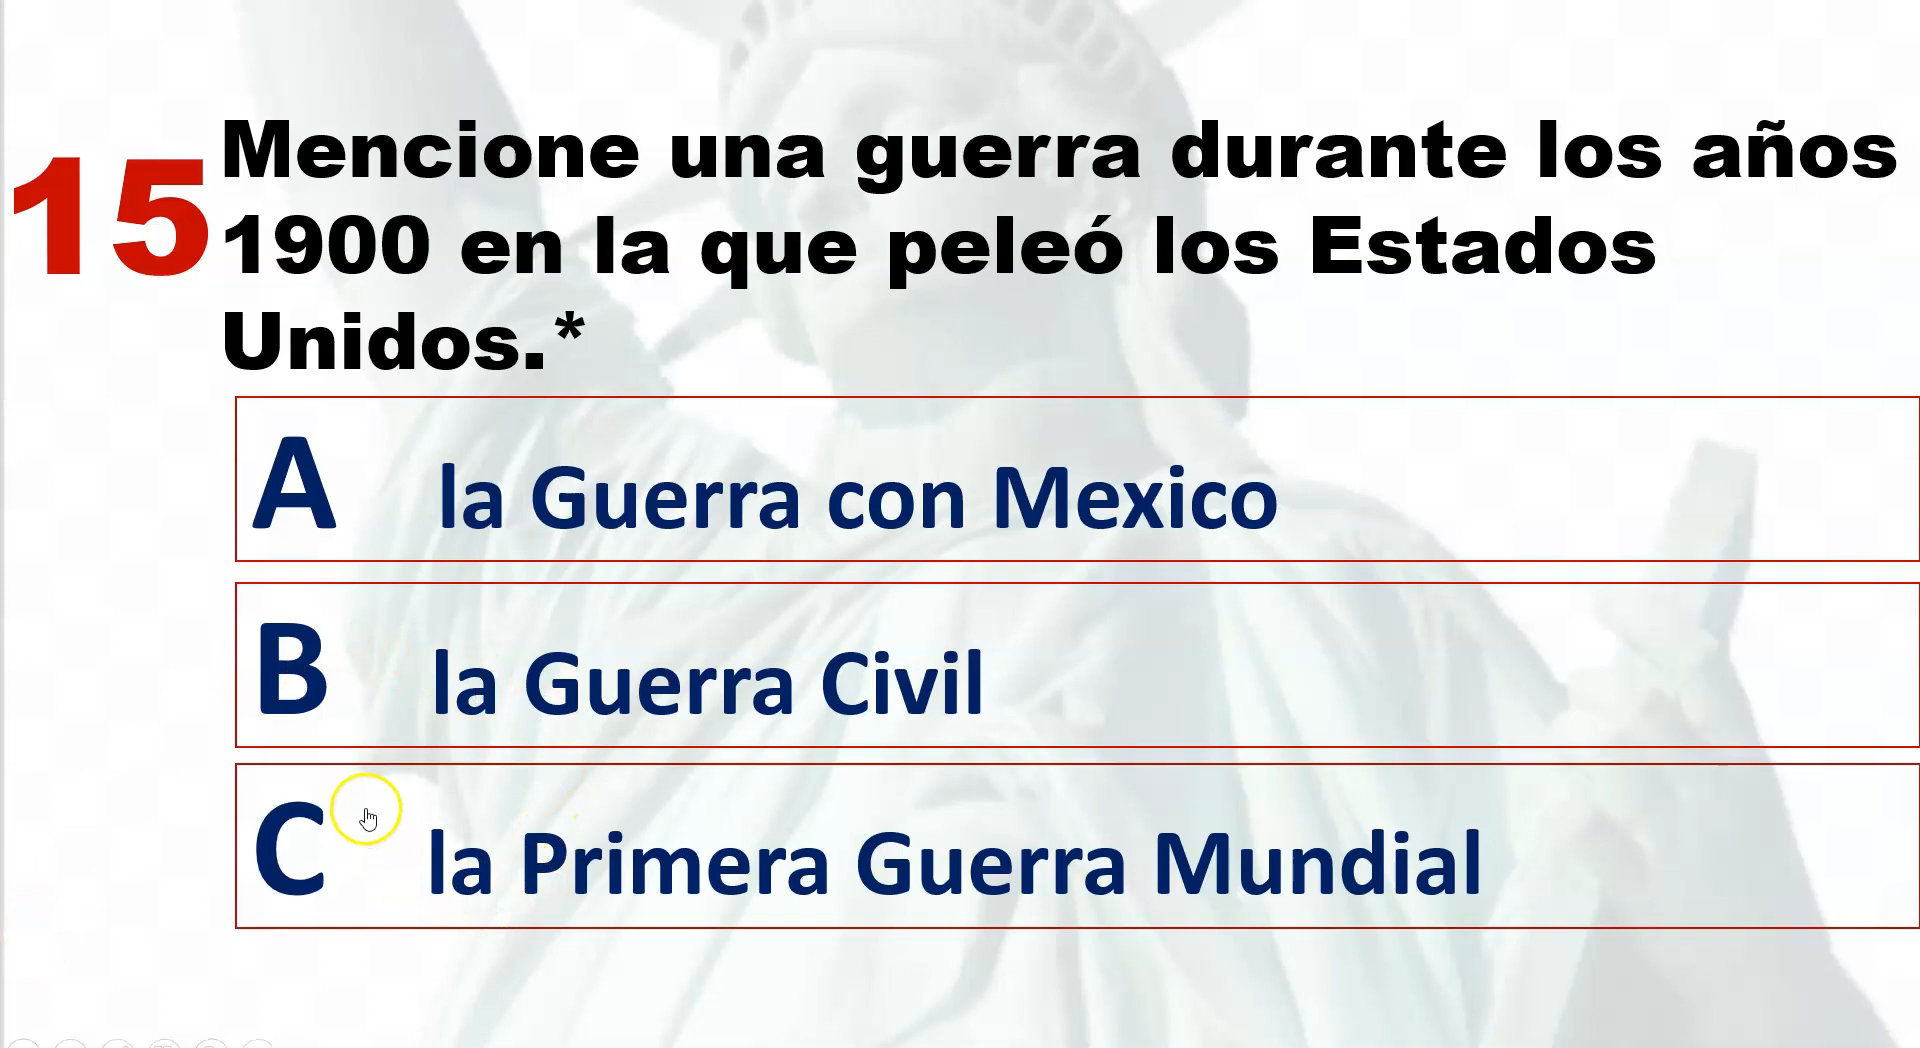 15
Mencione una guerra durante los años
1900 en la que peleó los Estados
Unidos.*
A la Guerra con Mexico
B la Guerra Civil
C la Primera Guerra Mundial